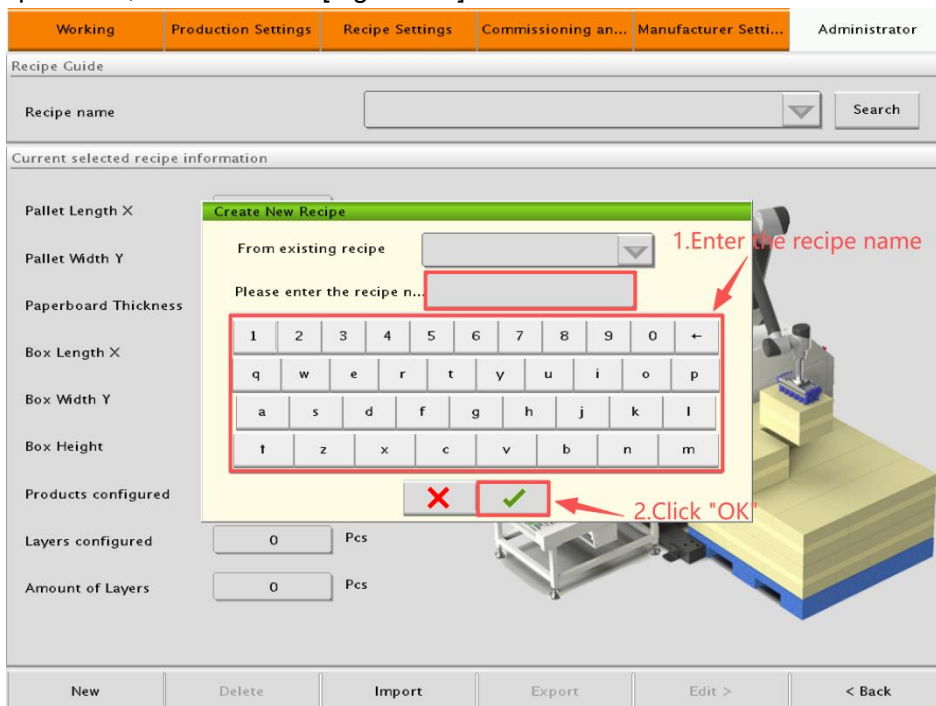 Working Production Settings Recipe Settings Commissioning an... Manufacturer Setti... Administrator
Recipe Guide
Recipe name Search
Current selected recipe information
Pallet Length X
Create New Recipe
From existing recipe
1.Enter the recipe name
Pallet Width Y
Please enter the recipe n...
Paperboard Thickness
1 2 3 4 5 6 7 8 9 0 ←
Box Length X
q w e r t y u i o p
Box Width Y
a s d f g h j k l
Box Height
↑ z x c v b n m
Products configured
2.Click "OK"
Layers configured 0 Pcs
Amount of Layers 0 Pcs
New Delete Import Export Edit > < Back